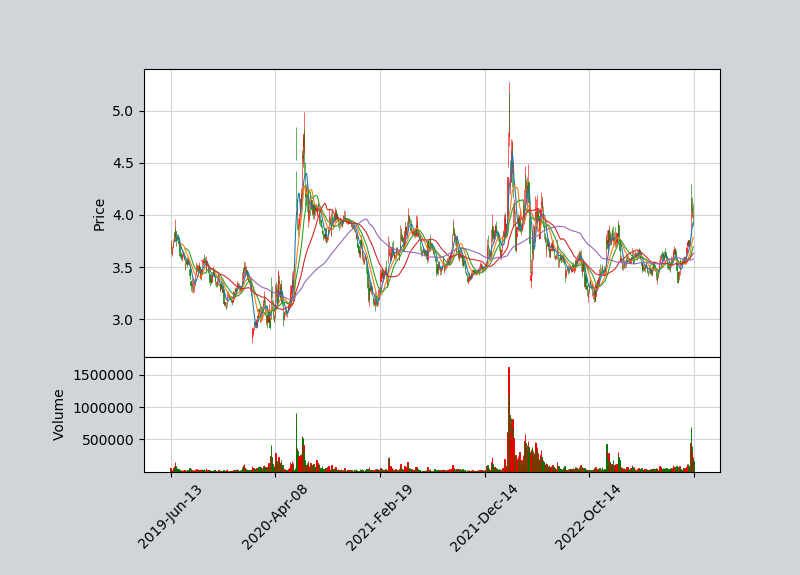 5.0
4.5
Price
4.0
3.5
3.0
1500000
Volume
1000000
500000
2019-Jun-13
2020-Apr-08
2021-Feb-19
2021-Dec-14
2022-Oct-14